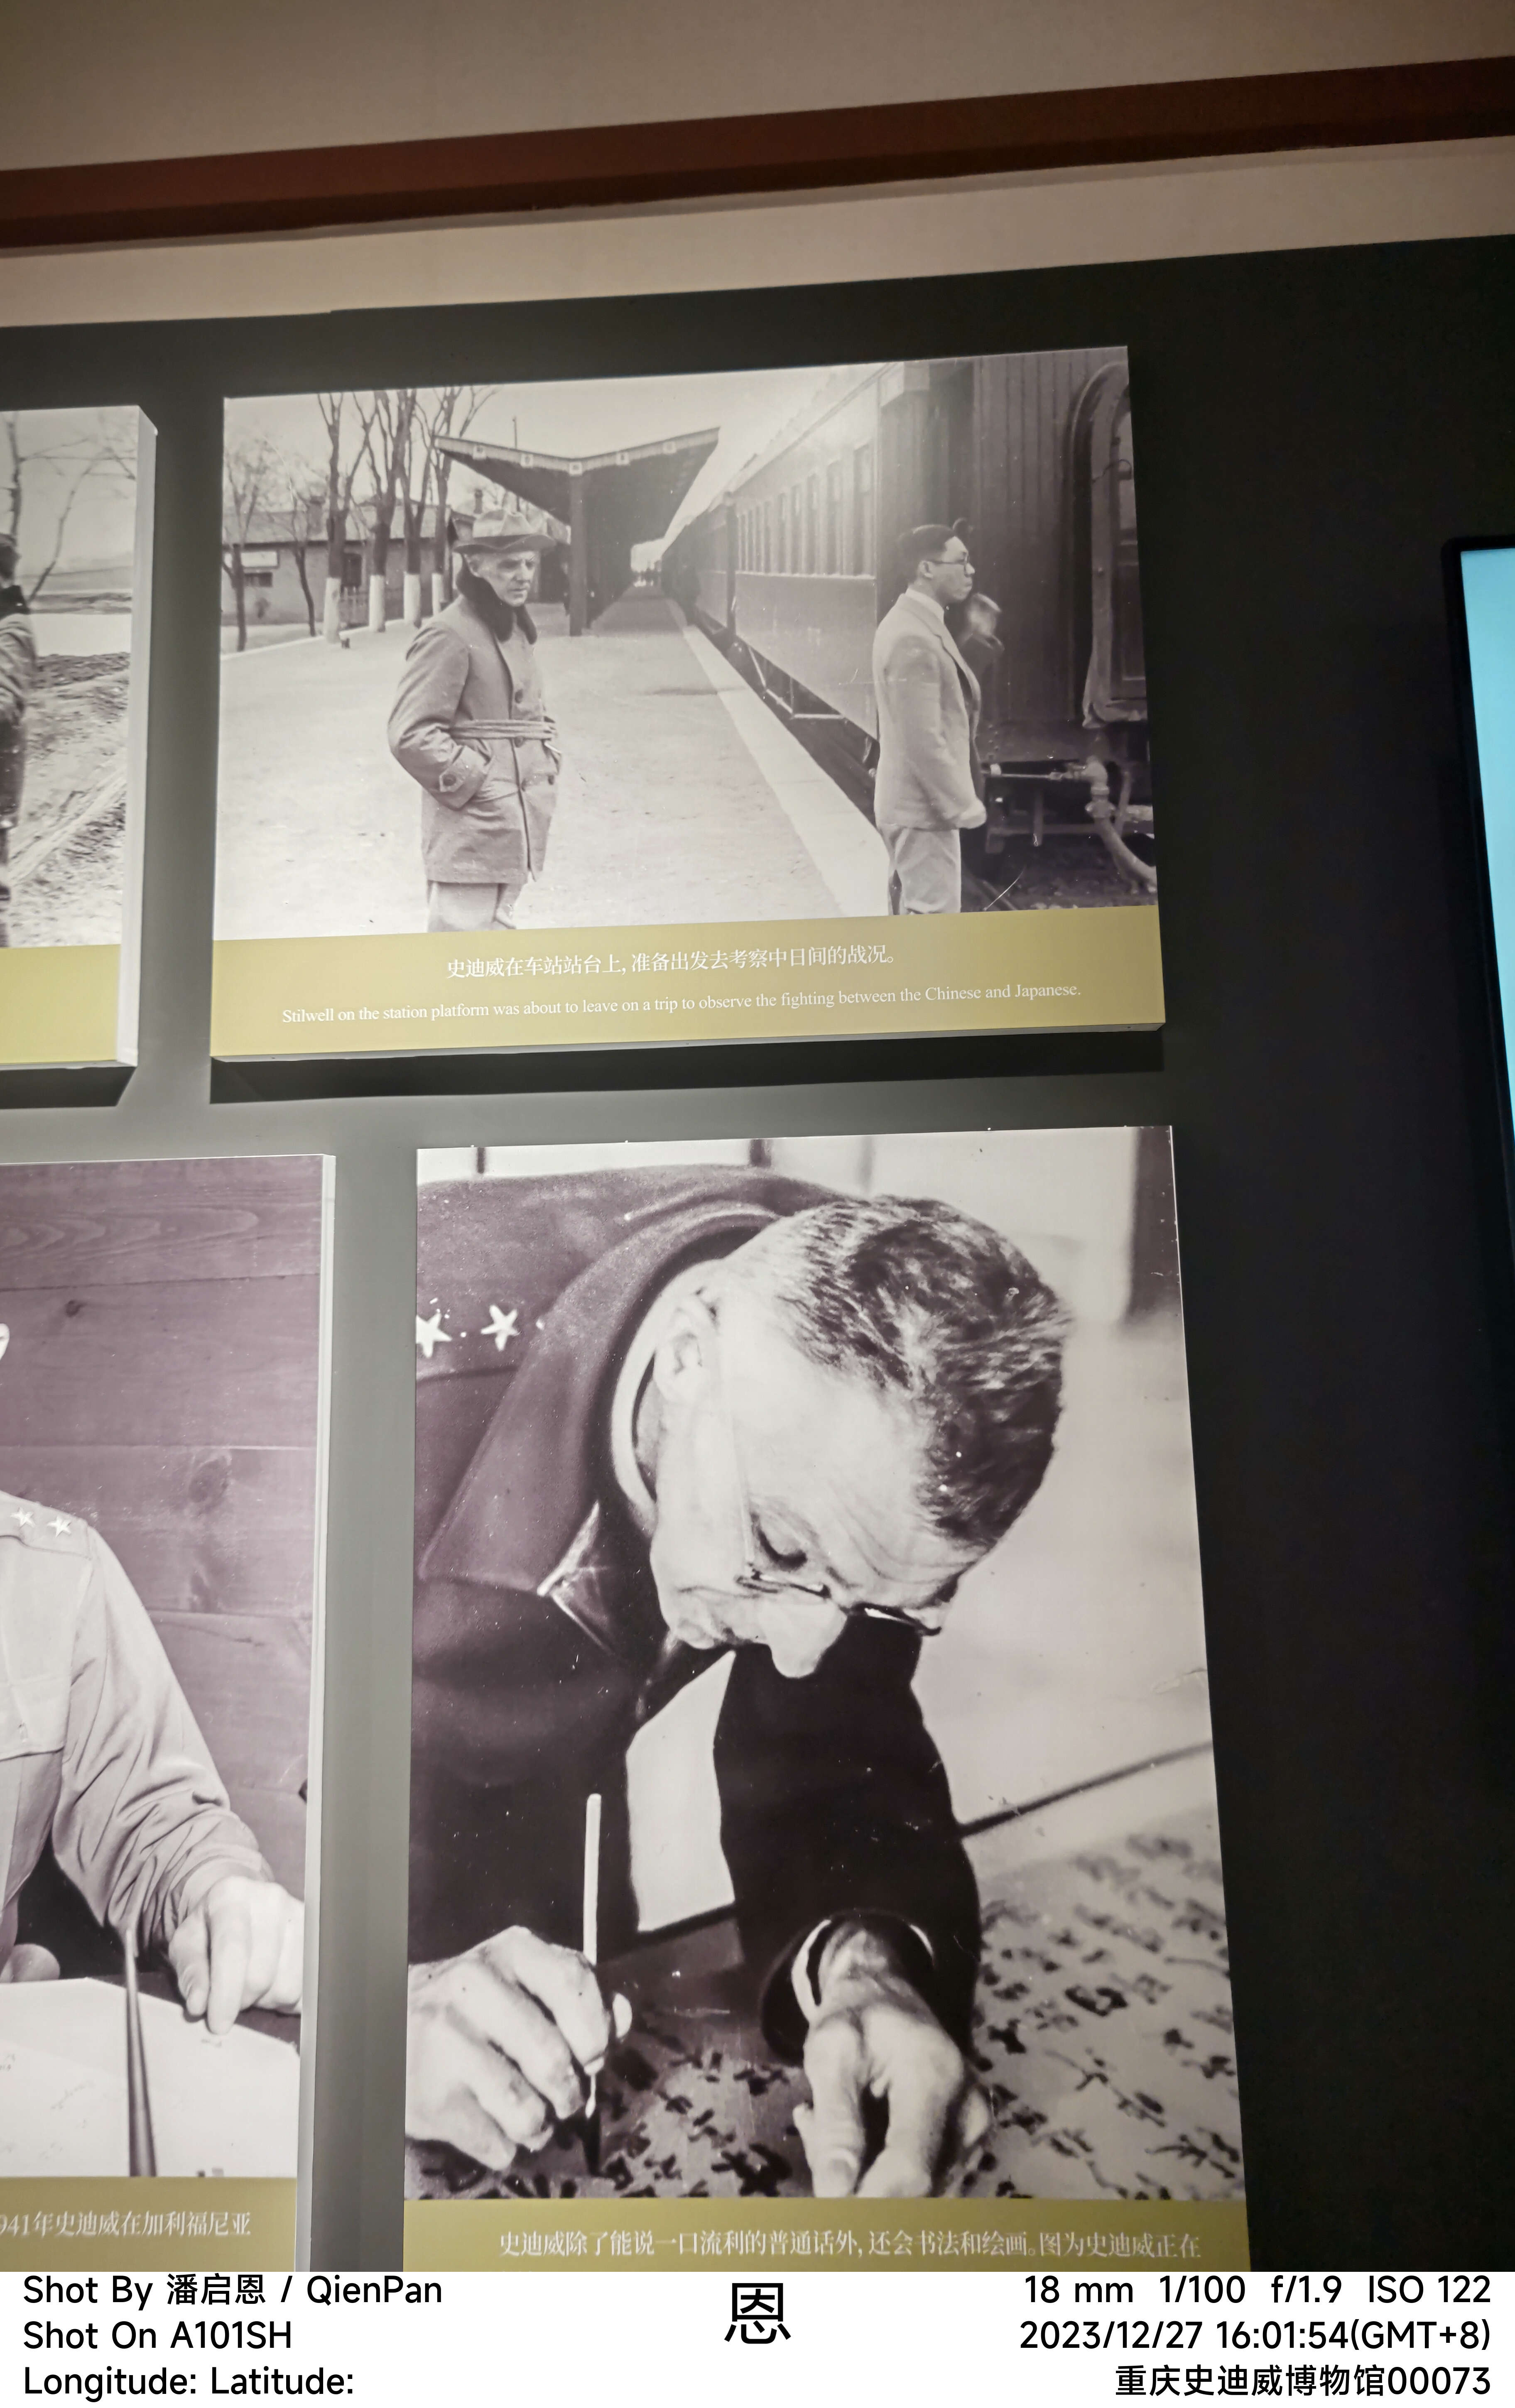 史迪威在车站站台上，准备出发去考察中日间的战况。
Stilwell on the station platform was about to leave on a trip to observe the fighting between the Chinese and Japanese.
941年史迪威在加利福尼亚
史迪威除了能说一口流利的普通话外，还会书法和绘画。图为史迪威正在
Shot By 潘启恩 / QienPan
Shot On A101SH
Longitude: Latitude:
恩
18 mm 1/100 f/1.9 ISO 122
2023/12/27 16:01:54(GMT+8)
重庆史迪威博物馆00073